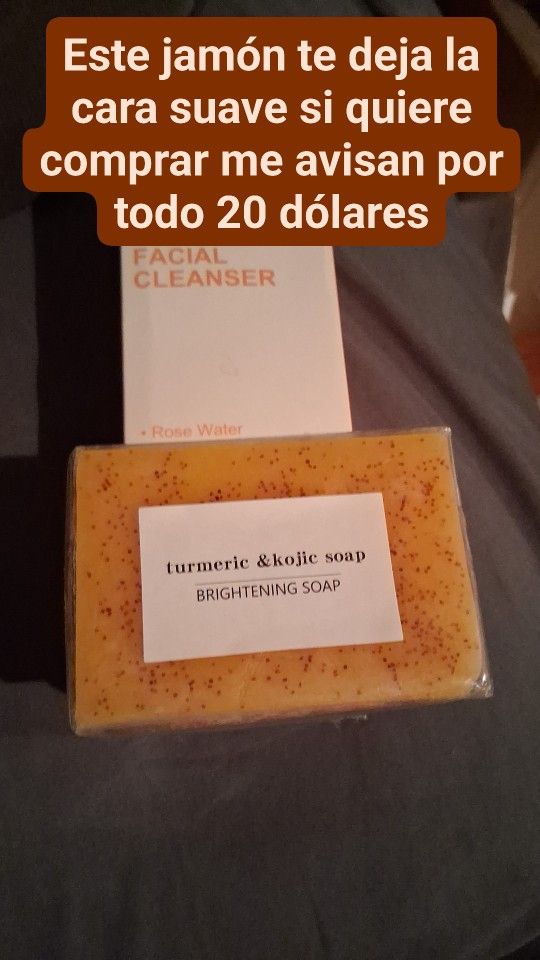 Este jamón te deja la
cara suave si quiere
comprar me avisan por
todo 20 dólares
FACIAL
CLEANSER
• Rose Water
turmeric &kojic soap
BRIGHTENING SOAP